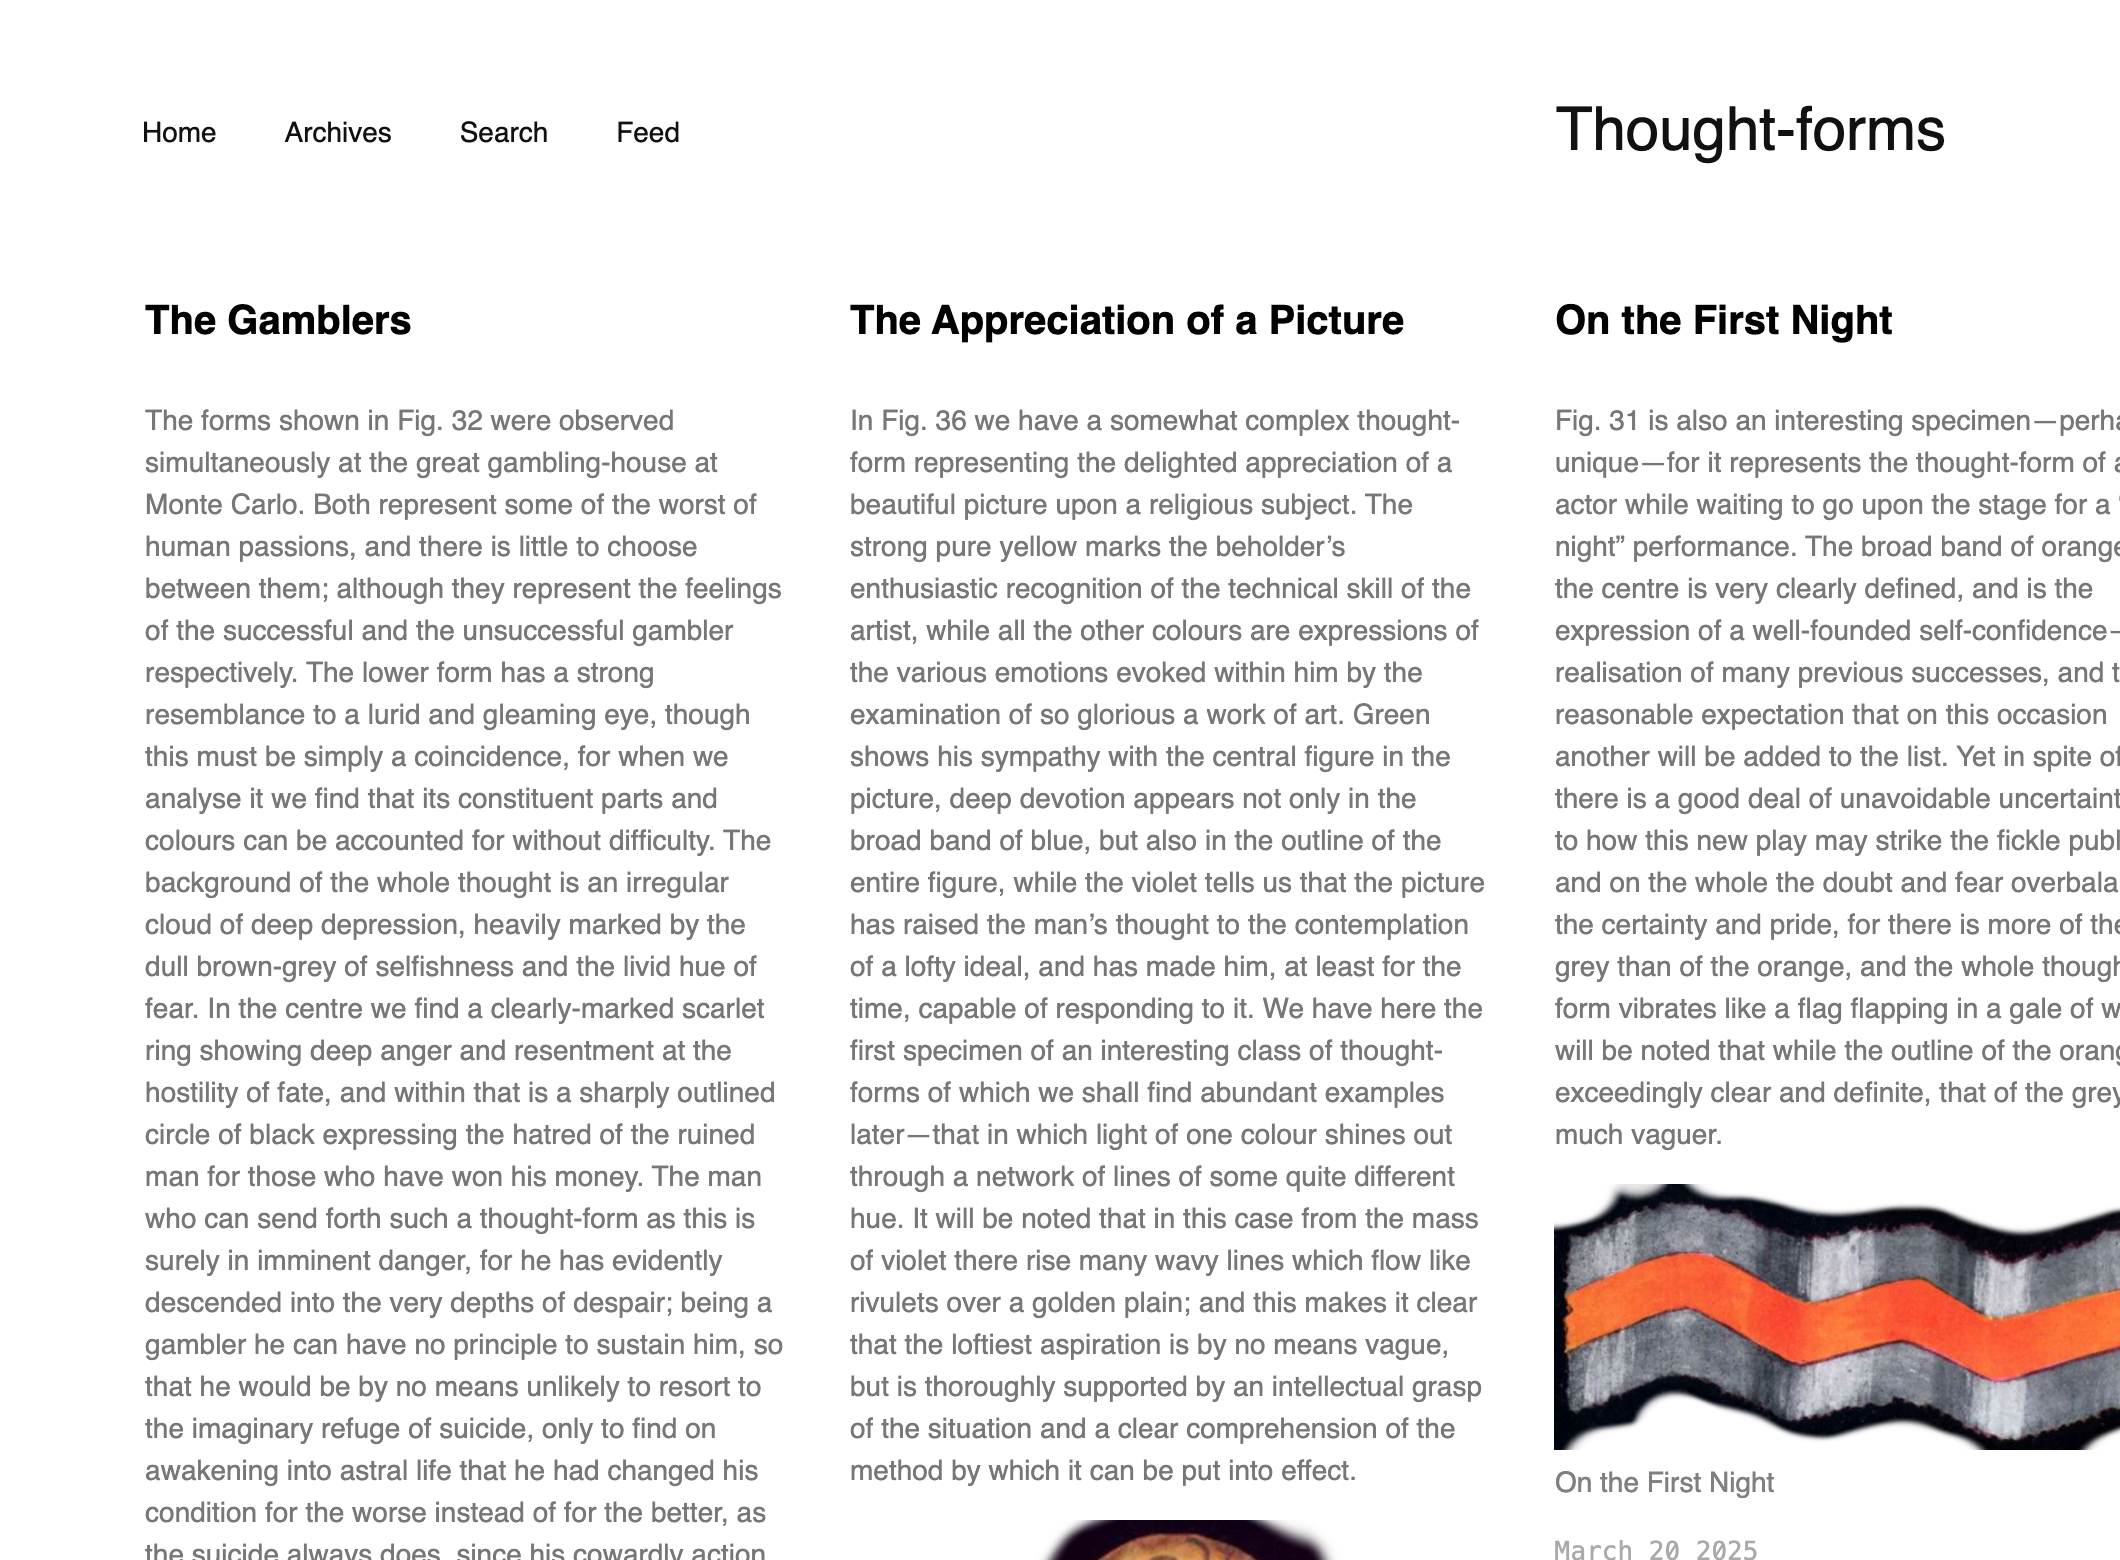 Home Archives Search Feed
Thought-forms
The Gamblers
The forms shown in Fig. 32 were observed
simultaneously at the great gambling-house at
Monte Carlo. Both represent some of the worst of
human passions, and there is little to choose
between them; although they represent the feelings
of the successful and the unsuccessful gambler
respectively. The lower form has a strong
resemblance to a lurid and gleaming eye, though
this must be simply a coincidence, for when we
analyse it we find that its constituent parts and
colours can be accounted for without difficulty. The
background of the whole thought is an irregular
cloud of deep depression, heavily marked by the
dull brown-grey of selfishness and the livid hue of
fear. In the centre we find a clearly-marked scarlet
ring showing deep anger and resentment at the
hostility of fate, and within that is a sharply outlined
circle of black expressing the hatred of the ruined
man for those who have won his money. The man
who can send forth such a thought-form as this is
surely in imminent danger, for he has evidently
descended into the very depths of despair; being a
gambler he can have no principle to sustain him, so
that he would be by no means unlikely to resort to
the imaginary refuge of suicide, only to find on
awakening into astral life that he had changed his
condition for the worse instead of for the better, as
the suicide always does, since his cowardly action
The Appreciation of a Picture
In Fig. 36 we have a somewhat complex thought-
form representing the delighted appreciation of a
beautiful picture upon a religious subject. The
strong pure yellow marks the beholder’s
enthusiastic recognition of the technical skill of the
artist, while all the other colours are expressions of
the various emotions evoked within him by the
examination of so glorious a work of art. Green
shows his sympathy with the central figure in the
picture, deep devotion appears not only in the
broad band of blue, but also in the outline of the
entire figure, while the violet tells us that the picture
has raised the man’s thought to the contemplation
of a lofty ideal, and has made him, at least for the
time, capable of responding to it. We have here the
first specimen of an interesting class of thought-
forms of which we shall find abundant examples
later—that in which light of one colour shines out
through a network of lines of some quite different
hue. It will be noted that in this case from the mass
of violet there rise many wavy lines which flow like
rivulets over a golden plain; and this makes it clear
that the loftiest aspiration is by no means vague,
but is thoroughly supported by an intellectual grasp
of the situation and a clear comprehension of the
method by which it can be put into effect.
On the First Night
Fig. 31 is also an interesting specimen—
unique—for it represents the thought-form of
actor while waiting to go upon the stage for a
night” performance. The broad band of orange
the centre is very clearly defined, and is the
expression of a well-founded self-confidence—
realisation of many previous successes, and
reasonable expectation that on this occasion
another will be added to the list. Yet in spite of
there is a good deal of unavoidable
to how this new play may strike the fickle
and on the whole the doubt and fear
the certainty and pride, for there is more of the
grey than of the orange, and the whole
form vibrates like a flag flapping in a gale of
will be noted that while the outline of the
exceedingly clear and definite, that of the grey
much vaguer.
On the First Night
March 20 2025